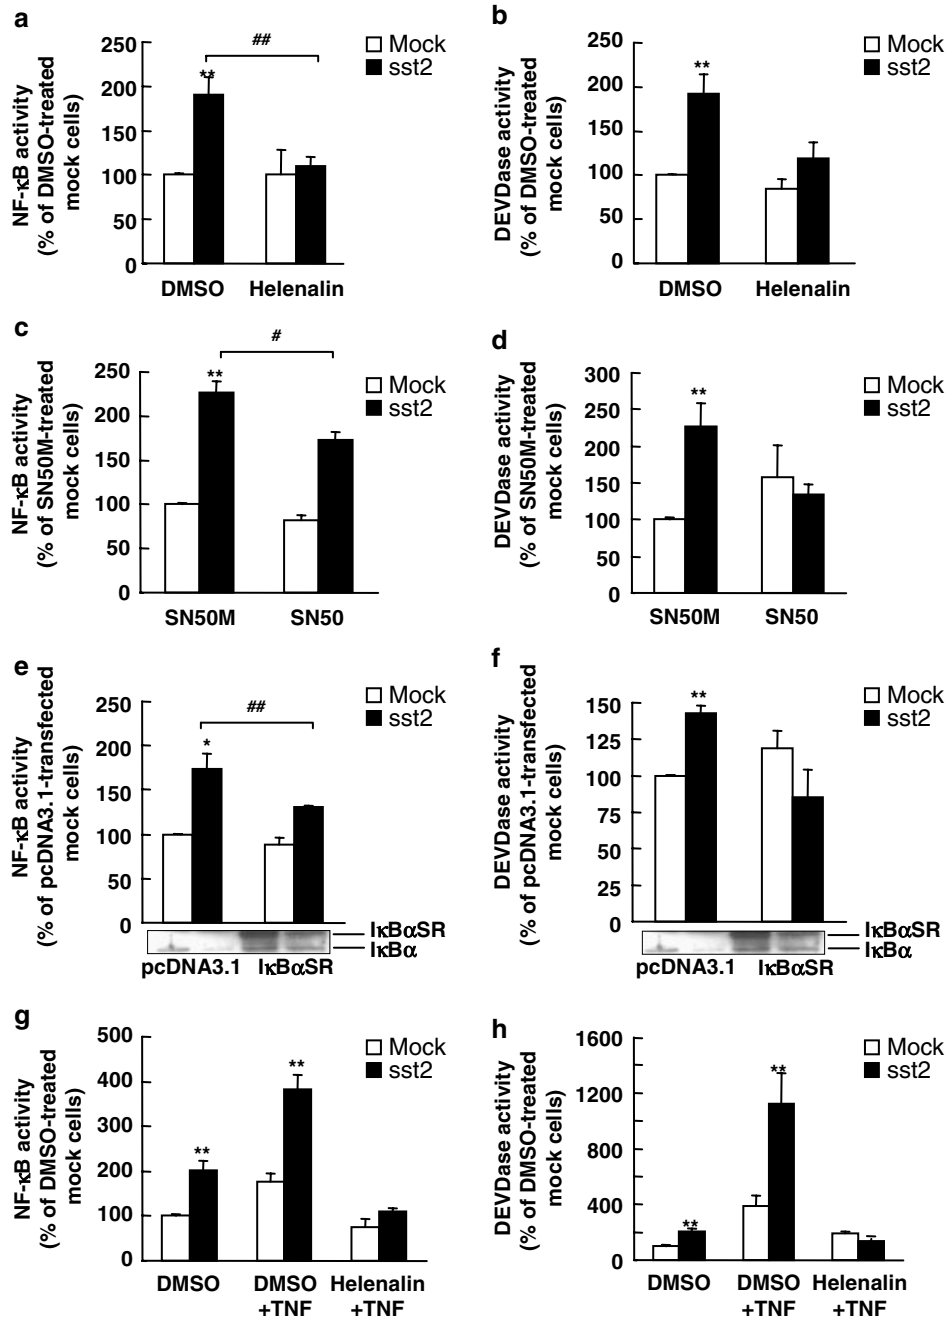 a
NF-κB activity
(% of DMSO-treated
mock cells)
250
200
150
100
50
0
**
##
Mock
sst2
DMSO
Helenalin
b
DEVDase activity
(% of DMSO-treated
mock cells)
250
200
150
100
50
0
**
Mock
sst2
DMSO
Helenalin
c
NF-κB activity
(% of SN50M-treated
mock cells)
250
200
150
100
50
0
**
#
Mock
sst2
SN50M
SN50
d
DEVDase activity
(% of SN50M-treated
mock cells)
300
250
200
150
100
50
0
**
Mock
sst2
SN50M
SN50
e
NF-κB activity
(% of pcDNA3.1-transfected
mock cells)
250
200
150
100
50
0
*
##
Mock
sst2
IκBαSR
IκBα
pcDNA3.1
IκBαSR
f
DEVDase activity
(% of pcDNA3.1-transfected
mock cells)
150
125
100
75
50
25
0
**
Mock
sst2
IκBαSR
IκBα
pcDNA3.1
IκBαSR
g
NF-κB activity
(% of DMSO-treated
mock cells)
500
400
300
200
100
0
**
**
Mock
sst2
DMSO
DMSO
+TNF
Helenalin
+TNF
h
DEVDase activity
(% of DMSO-treated
mock cells)
1600
1200
800
400
0
**
**
Mock
sst2
DMSO
DMSO
+TNF
Helenalin
+TNF